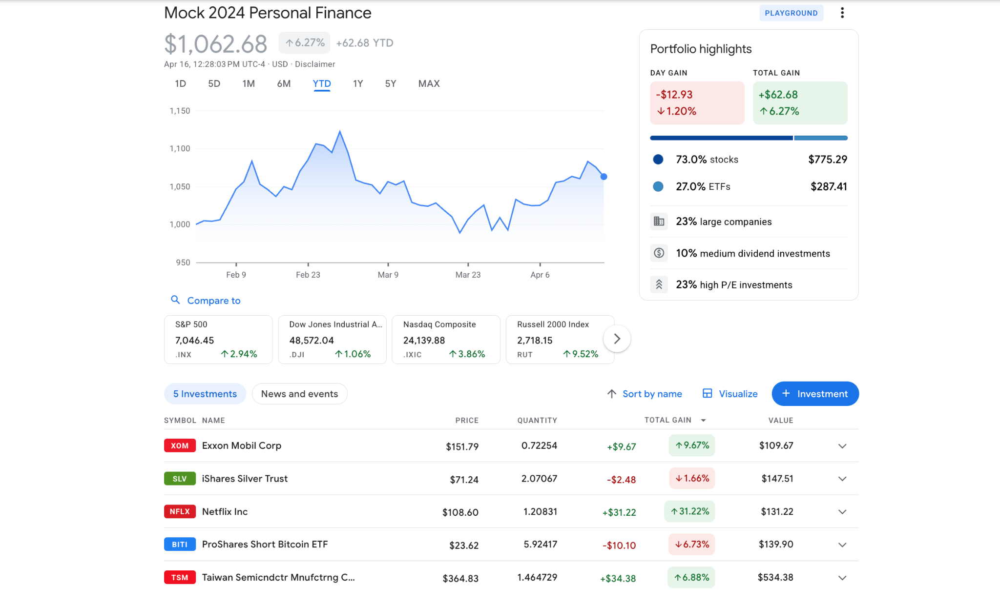 Mock 2024 Personal Finance
PLAYGROUND
$1,062.68 ↑6.27% +62.68 YTD
Apr 16, 12:28:03 PM UTC-4 · USD · Disclaimer
1D 5D 1M 6M YTD 1Y 5Y MAX
1,150
1,100
1,050
1,000
950
Feb 9 Feb 23 Mar 9 Mar 23 Apr 6
Portfolio highlights
DAY GAIN TOTAL GAIN
-$12.93 +$62.68
↓1.20% ↑6.27%
73.0% stocks $775.29
27.0% ETFs $287.41
23% large companies
10% medium dividend investments
23% high P/E investments
Compare to
S&P 500
7,046.45
.INX ↑2.94%
Dow Jones Industrial A...
48,572.04
.DJI ↑1.06%
Nasdaq Composite
24,139.88
.IXIC ↑3.86%
Russell 2000 Index
2,718.15
RUT ↑9.52%
5 Investments News and events Sort by name Visualize + Investment
SYMBOL NAME PRICE QUANTITY TOTAL GAIN VALUE
XOM Exxon Mobil Corp $151.79 0.72254 +$9.67 ↑9.67% $109.67
SLV iShares Silver Trust $71.24 2.07067 -$2.48 ↓1.66% $147.51
NFLX Netflix Inc $108.60 1.20831 +$31.22 ↑31.22% $131.22
BITI ProShares Short Bitcoin ETF $23.62 5.92417 -$10.10 ↓6.73% $139.90
TSM Taiwan Semicndctr Mnufctrng C... $364.83 1.464729 +$34.38 ↑6.88% $534.38